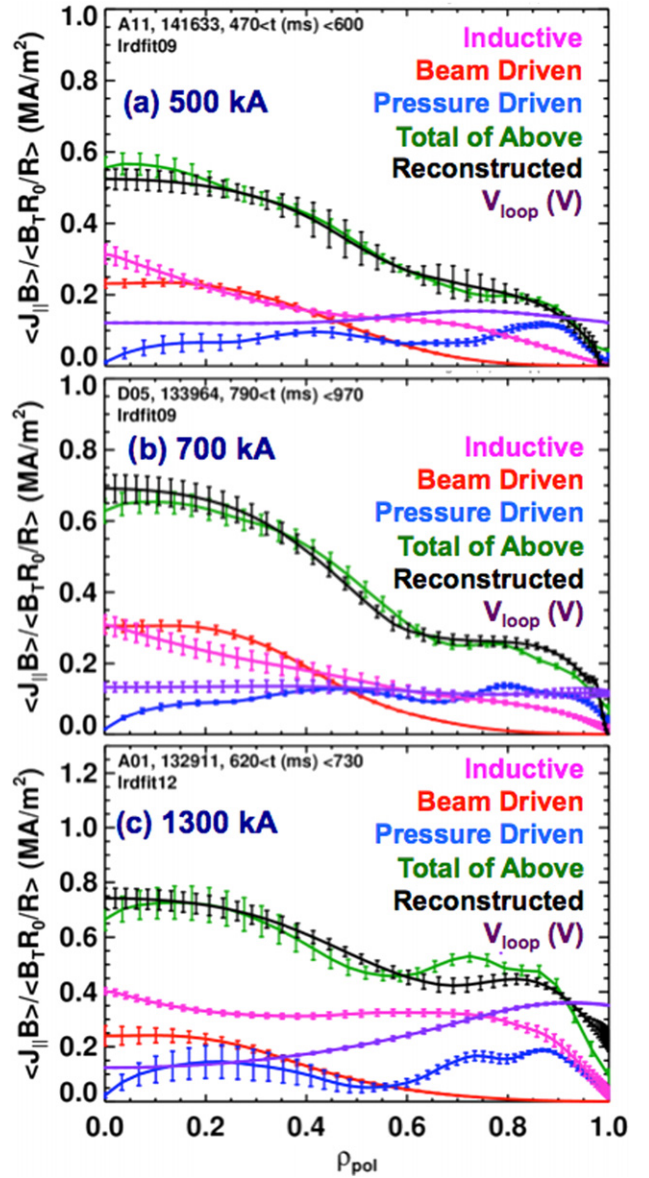 <J||B>/<BTR0/R> (MA/m2)
1.0
0.8
0.6
0.4
0.2
0.0
A11, 141633, 470<t (ms) <600
lrdfit09
(a) 500 kA
Inductive
Beam Driven
Pressure Driven
Total of Above
Reconstructed
Vloop (V)
<J||B>/<BTR0/R> (MA/m2)
1.0
0.8
0.6
0.4
0.2
0.0
D05, 133964, 790<t (ms) <970
lrdfit09
(b) 700 kA
Inductive
Beam Driven
Pressure Driven
Total of Above
Reconstructed
Vloop (V)
<J||B>/<BTR0/R> (MA/m2)
1.2
1.0
0.8
0.6
0.4
0.2
0.0
A01, 132911, 620<t (ms) <730
lrdfit12
(c) 1300 kA
Inductive
Beam Driven
Pressure Driven
Total of Above
Reconstructed
Vloop (V)
0.0 0.2 0.4 0.6 0.8 1.0
ρpol